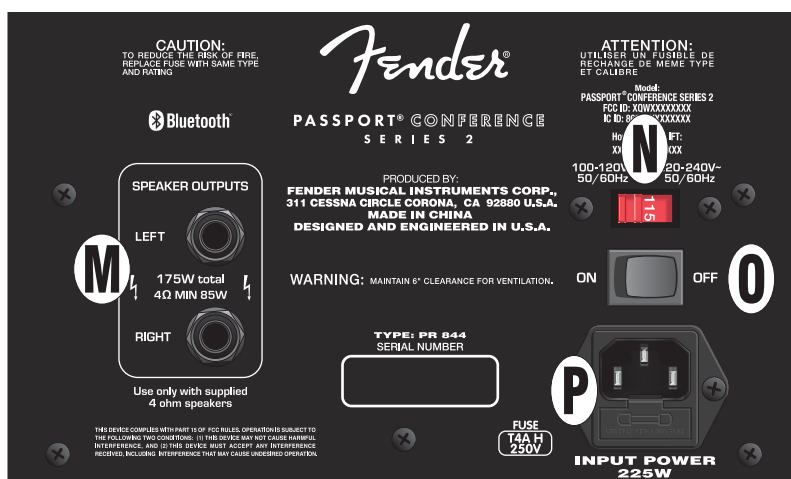 CAUTION:
TO REDUCE THE RISK OF FIRE,
REPLACE FUSE WITH SAME TYPE
AND RATING
Bluetooth
SPEAKER OUTPUTS
LEFT
M
175W total
4Ω MIN 85W
RIGHT
Use only with supplied
4 ohm speakers
THIS DEVICE COMPLIES WITH PART 15 OF FCC RULES. OPERATION IS SUBJECT TO
THE FOLLOWING TWO CONDITIONS: (1) THIS DEVICE MAY NOT CAUSE HARMFUL
INTERFERENCE, AND (2) THIS DEVICE MUST ACCEPT ANY INTERFERENCE
RECEIVED, INCLUDING INTERFERENCE THAT MAY CAUSE UNDESIRED OPERATION.
Fender®
PASSPORT® CONFERENCE
SERIES 2
PRODUCED BY:
FENDER MUSICAL INSTRUMENTS CORP.,
311 CESSNA CIRCLE CORONA, CA 92880 U.S.A.
MADE IN CHINA
DESIGNED AND ENGINEERED IN U.S.A.
WARNING: MAINTAIN 6" CLEARANCE FOR VENTILATION.
TYPE: PR 844
SERIAL NUMBER
FUSE
T4A H
250V
ATTENTION:
UTILISER UN FUSIBLE DE
RECHANGE DE MEME TYPE
ET CALIBRE
Model:
PASSPORT® CONFERENCE SERIES 2
FCC ID: XQWXXXXXXX
IC ID:
N
100-120V
50/60Hz
20-240V~
50/60Hz
115
ON
OFF
O
P
INPUT POWER
225W